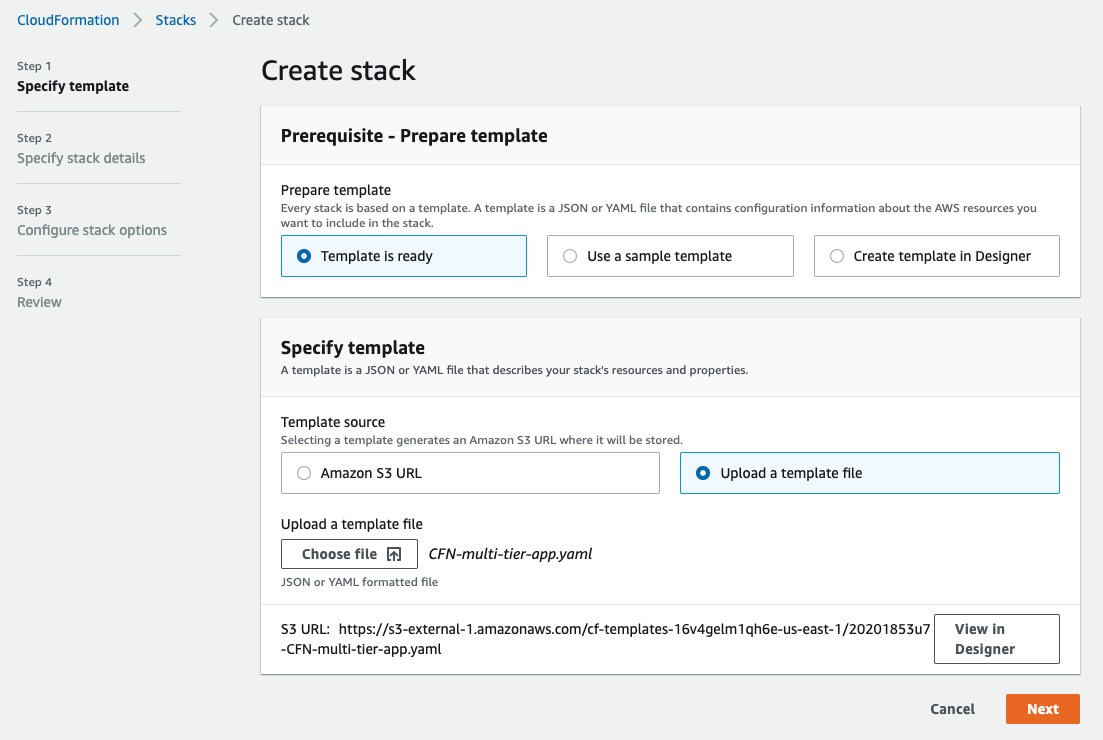 CloudFormation > Stacks > Create stack
Step 1
Specify template
Step 2
Specify stack details
Step 3
Configure stack options
Step 4
Review
Create stack
Prerequisite - Prepare template
Prepare template
Every stack is based on a template. A template is a JSON or YAML file that contains configuration information about the AWS resources you
want to include in the stack.
Template is ready
Use a sample template
Create template in Designer
Specify template
A template is a JSON or YAML file that describes your stack's resources and properties.
Template source
Selecting a template generates an Amazon S3 URL where it will be stored.
Amazon S3 URL
Upload a template file
Upload a template file
Choose file
CFN-multi-tier-app.yaml
JSON or YAML formatted file
S3 URL: https://s3-external-1.amazonaws.com/cf-templates-16v4gelm1qh6e-us-east-1/20201853u7
-CFN-multi-tier-app.yaml
View in
Designer
Cancel
Next